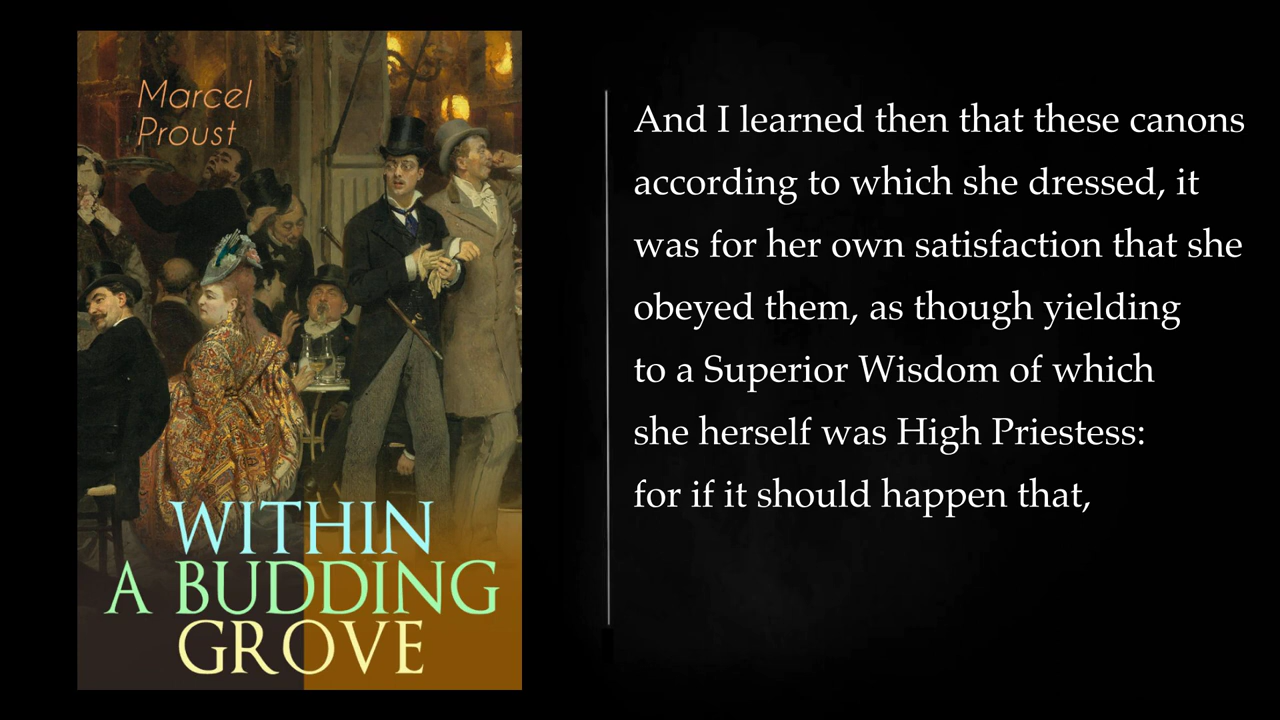 Marcel
Proust
WITHIN
A BUDDING
GROVE
And I learned then that these canons
according to which she dressed, it
was for her own satisfaction that she
obeyed them, as though yielding
to a Superior Wisdom of which
she herself was High Priestess:
for if it should happen that,